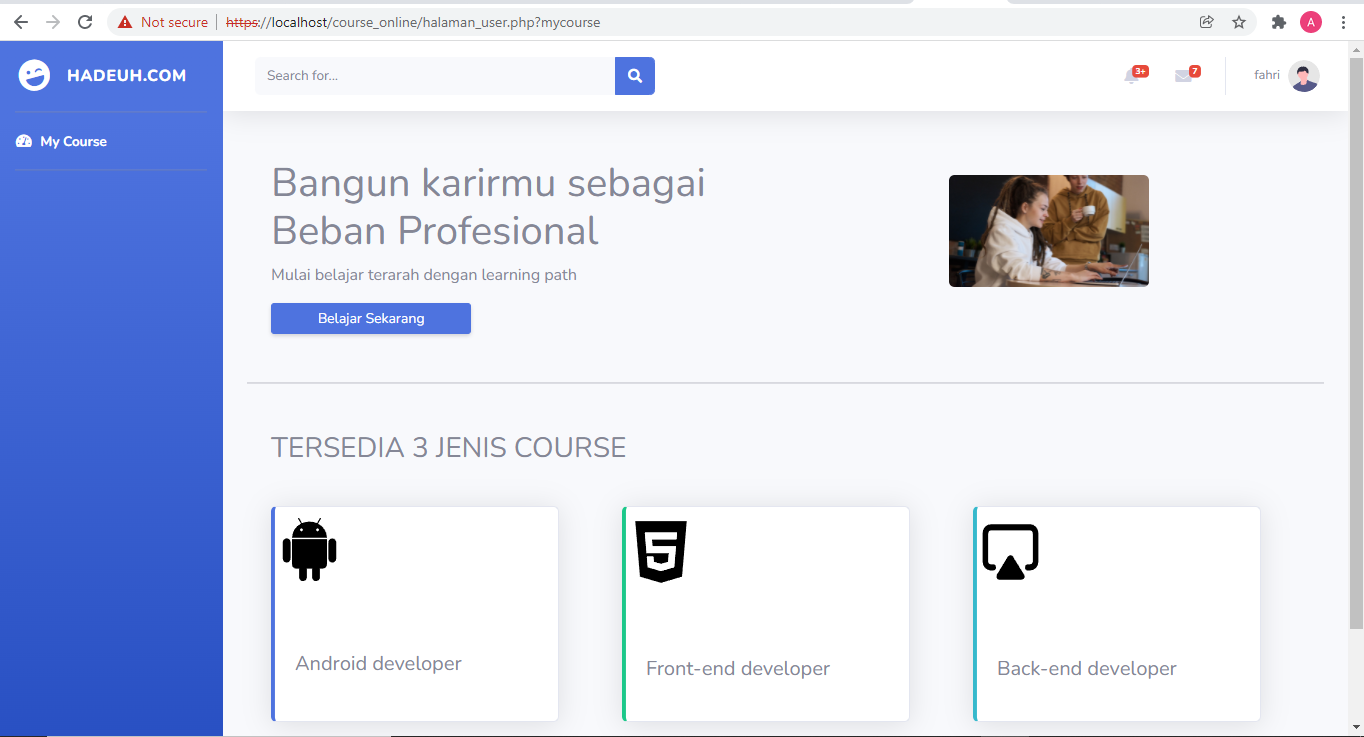 Not secure
https://localhost/course_online/halaman_user.php?mycourse
A
HADEUH.COM
Search for...
3+
7
fahri
My Course
Bangun karirmu sebagai
Beban Profesional
Mulai belajar terarah dengan learning path
Belajar Sekarang
TERSEDIA 3 JENIS COURSE
Android developer
Front-end developer
Back-end developer